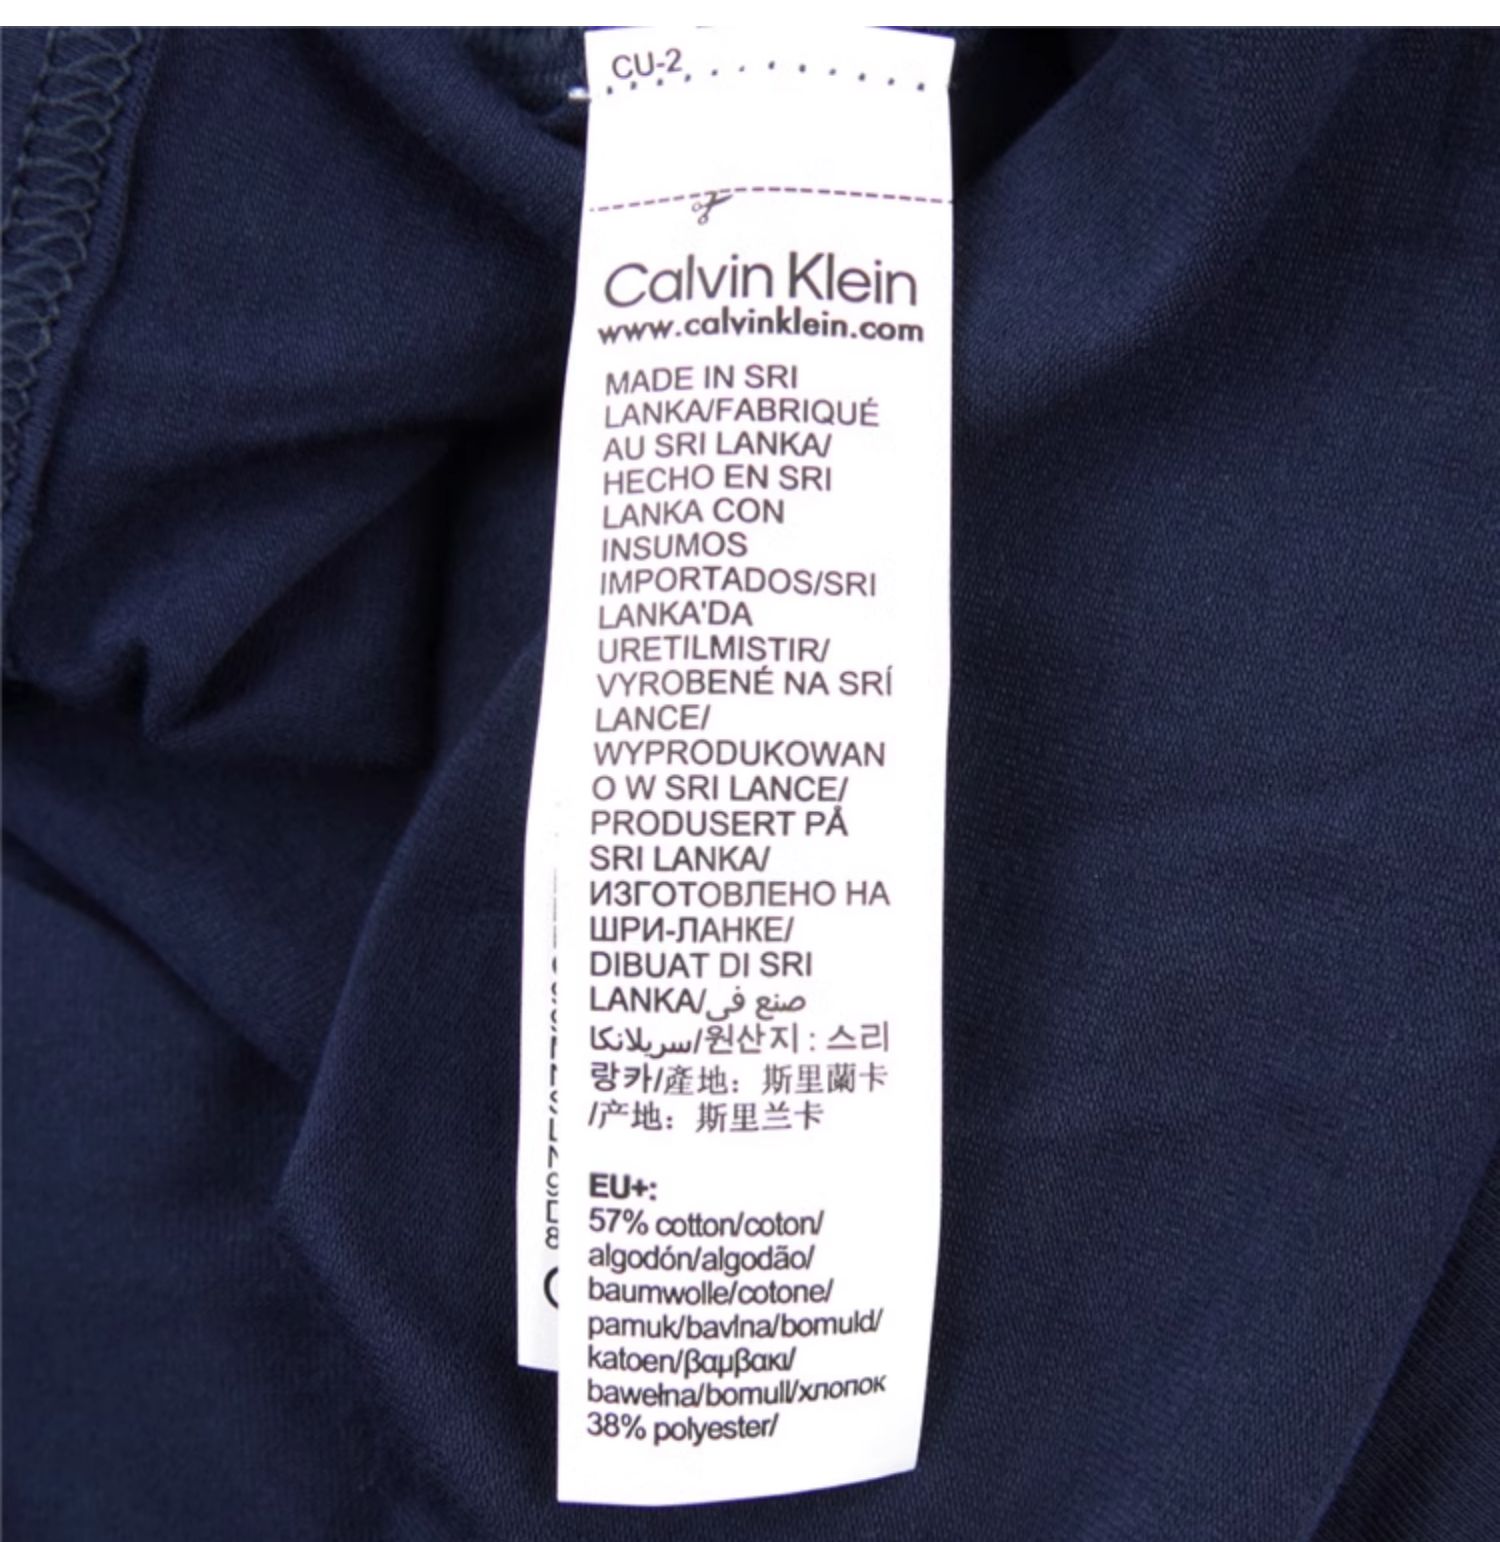 CU-2
Calvin Klein
www.calvinklein.com
MADE IN SRI
LANKA/FABRIQUÉ
AU SRI LANKA/
HECHO EN SRI
LANKA CON
INSUMOS
IMPORTADOS/SRI
LANKA'DA
URETILMISTIR/
VYROBENÉ NA SRÍ
LANCE/
WYPRODUKOWAN
O W SRI LANCE/
PRODUSERT PÅ
SRI LANKA/
ИЗГОТОВЛЕНО НА
ШРИ-ЛАНКЕ/
DIBUAT DI SRI
LANKA/صنع في
سريلانكا/원산지 : 스리
랑카/產地：斯里蘭卡
/产地：斯里兰卡
EU+:
57% cotton/coton/
algodón/algodão/
baumwolle/cotone/
pamuk/bavlna/bomuld/
katoen/βαμβακι/
bawełna/bomull/хлопок
38% polyester/